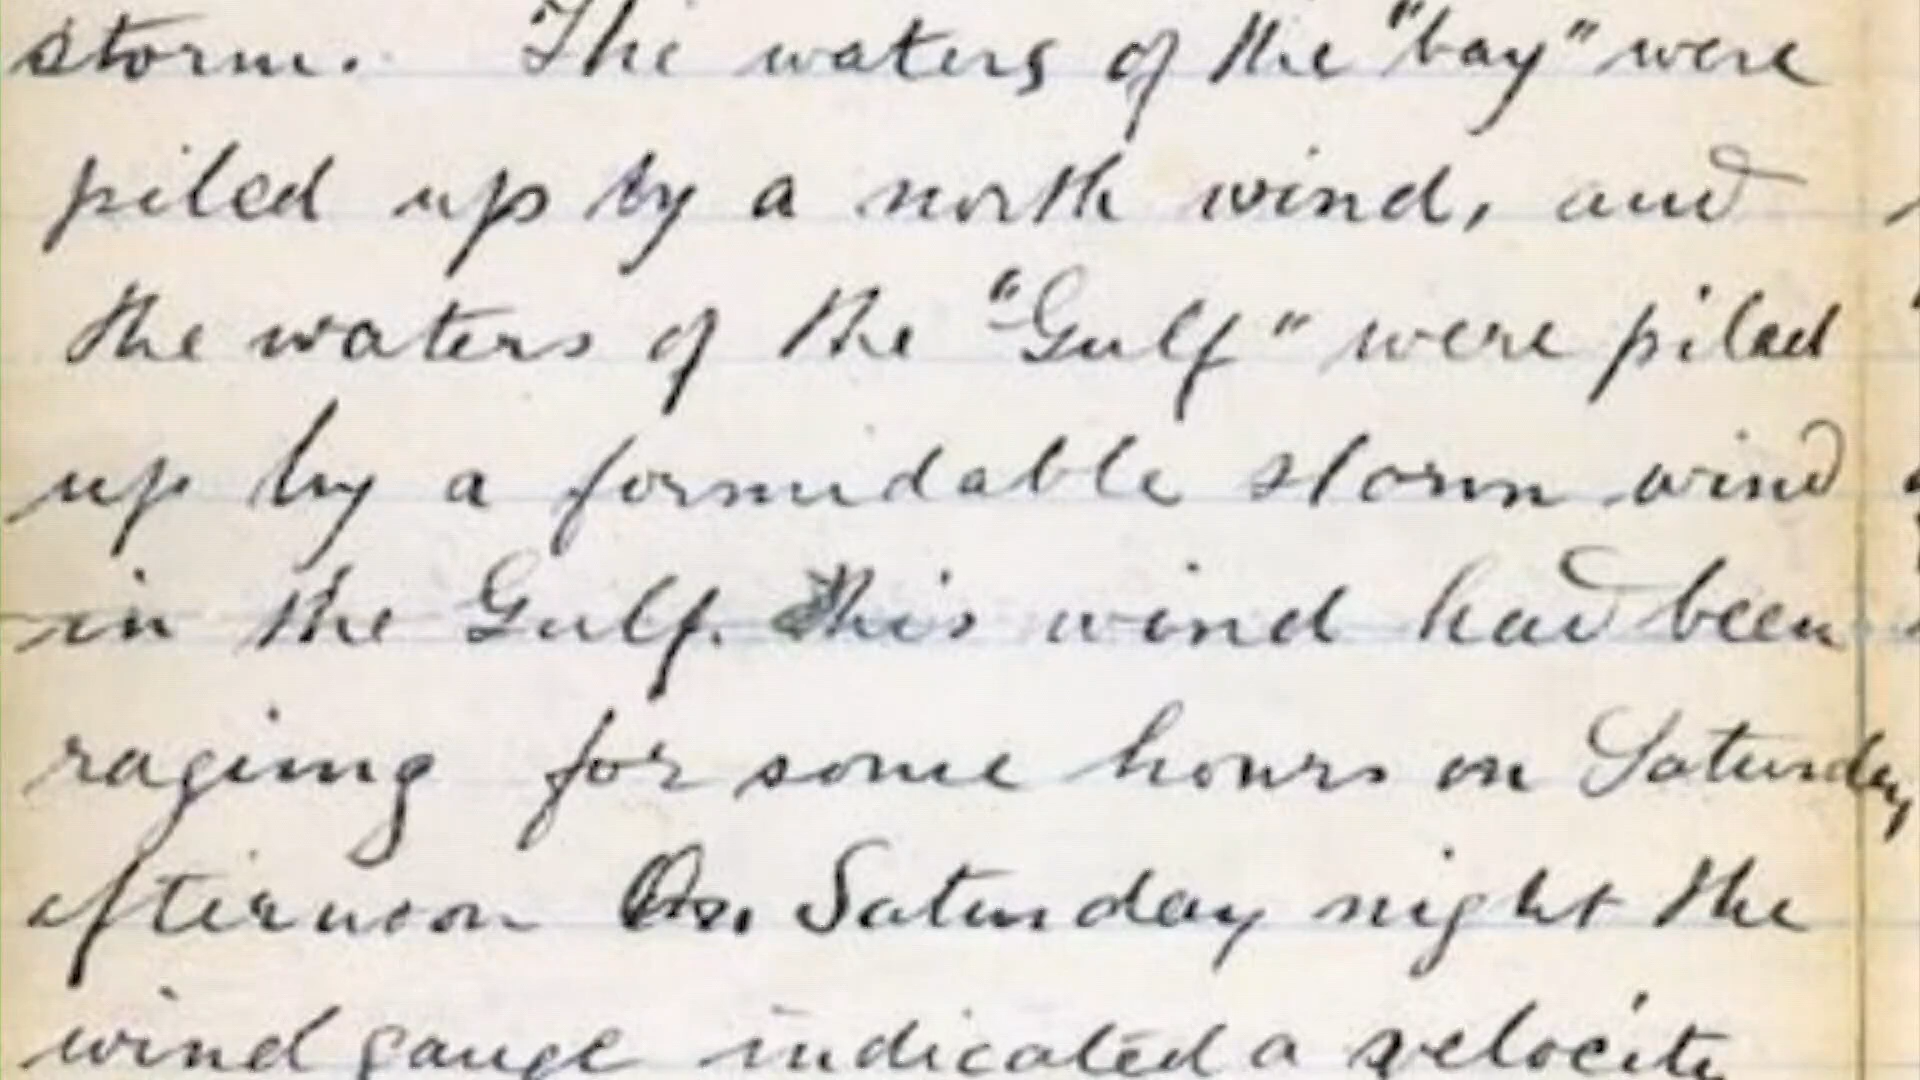 storm. The waters of the "bay" were
piled up by a north wind, and
the waters of the "Gulf" were piled
up by a formidable storm wind
in the Gulf. This wind had been
raging for some hours on Saturday
afternoon On Saturday night the
wind gauge indicated a velocity